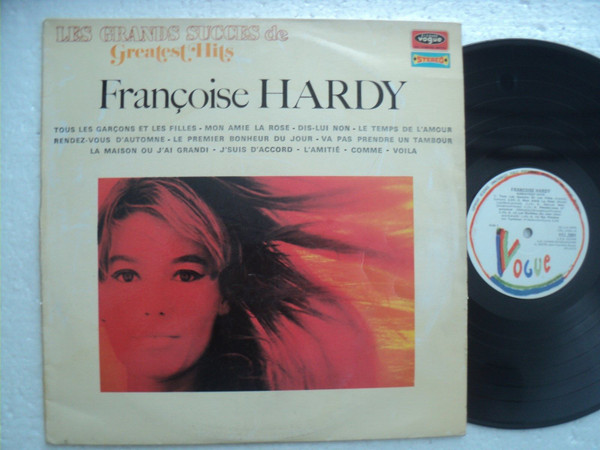 LES GRANDS SUCCES de
Greatest Hits
VOGUE
STEREO
Françoise HARDY
TOUS LES GARÇONS ET LES FILLES - MON AMIE LA ROSE - DIS-LUI NON - LE TEMPS DE L'AMOUR
RENDEZ-VOUS D'AUTOMNE - LE PREMIER BONHEUR DU JOUR - VA PAS PRENDRE UN TAMBOUR
LA MAISON OU J'AI GRANDI - J'SUIS D'ACCORD - L'AMITIÉ - COMME - VOILA
FRANCOISE HARDY
VOGUE